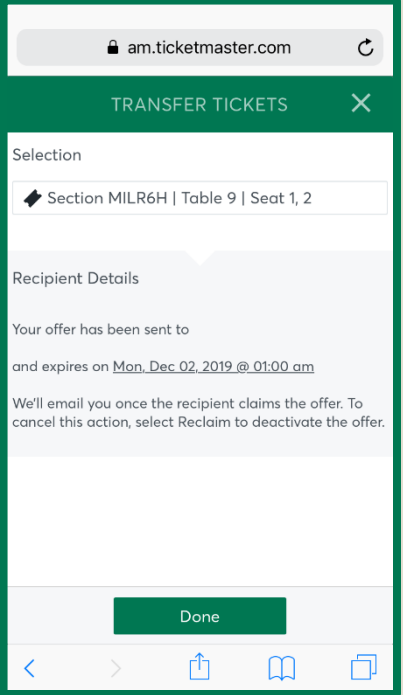 am.ticketmaster.com
TRANSFER TICKETS
Selection
Section MILR6H | Table 9 | Seat 1, 2
Recipient Details
Your offer has been sent to
and expires on Mon, Dec 02, 2019 @ 01:00 am
We'll email you once the recipient claims the offer. To
cancel this action, select Reclaim to deactivate the offer.
Done